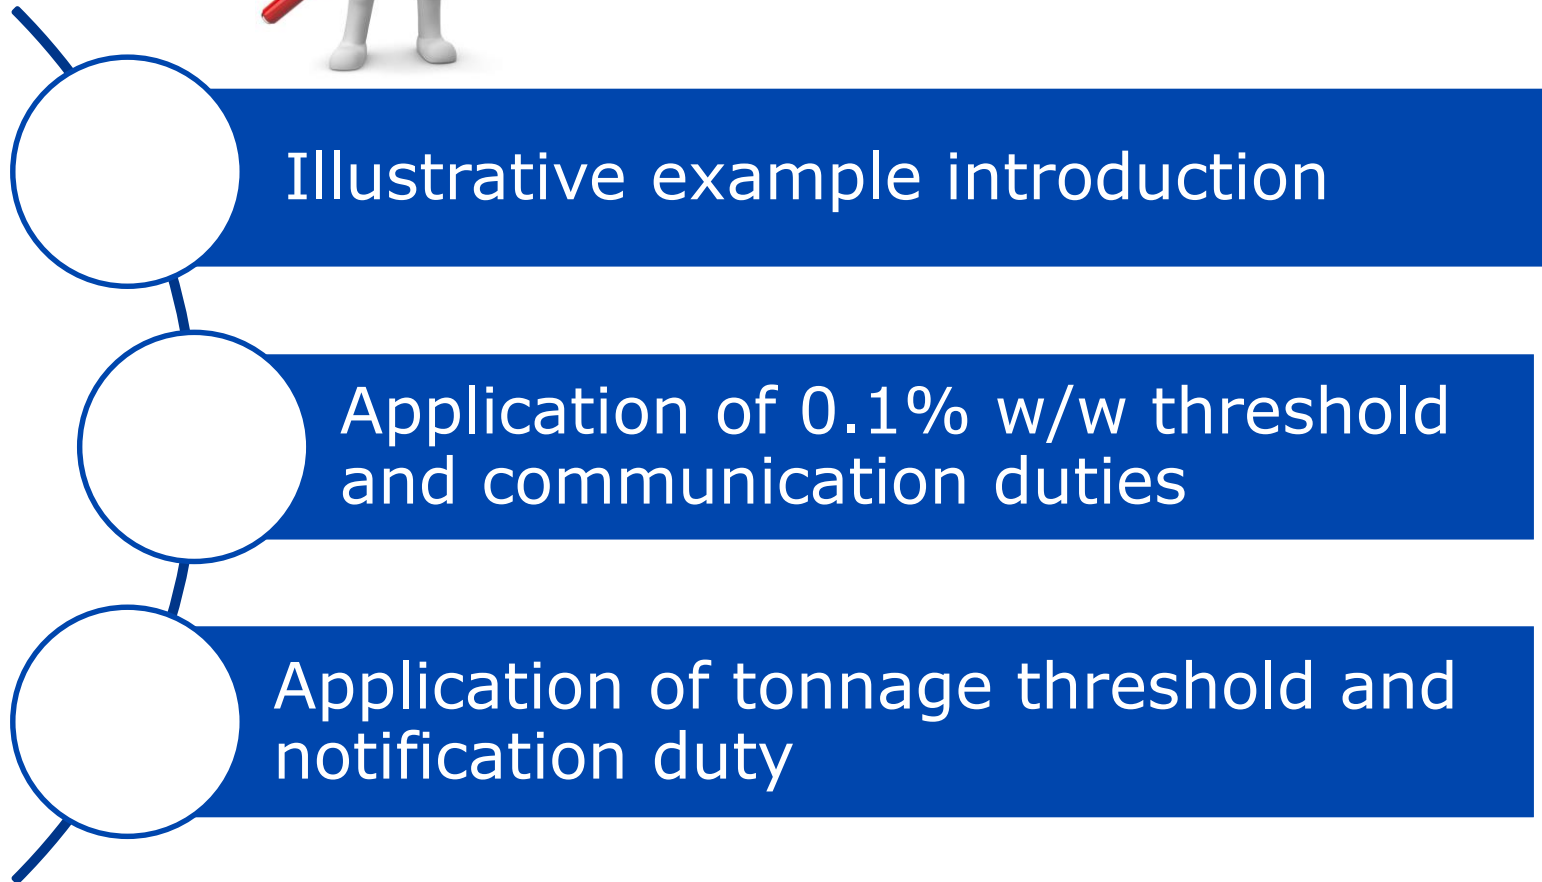 Illustrative example introduction
Application of 0.1% w/w threshold
and communication duties
Application of tonnage threshold and
notification duty